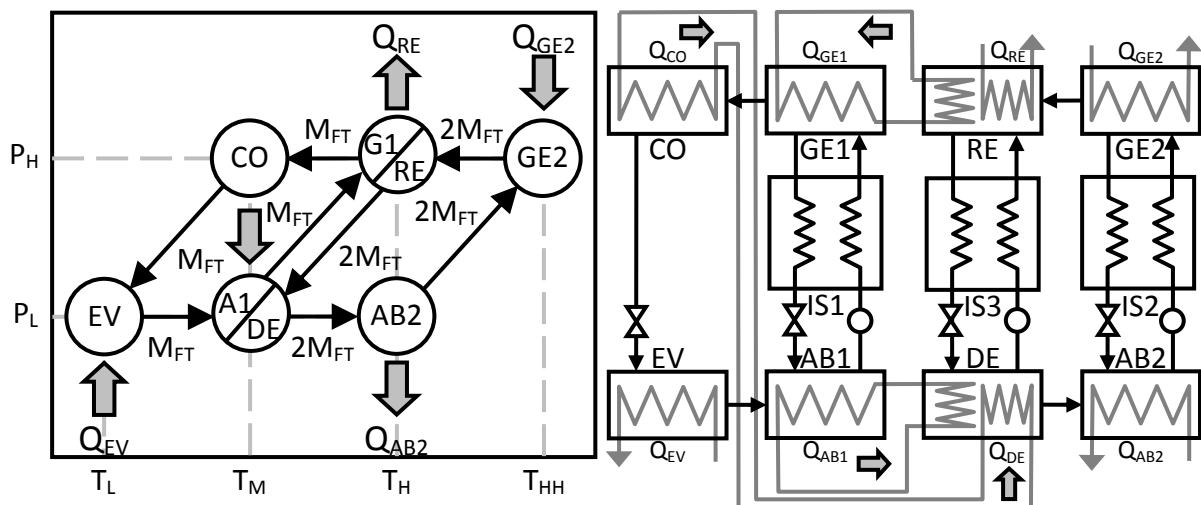 Q_RE Q_GE2
P_H CO M_FT G1 RE 2M_FT GE2
M_FT 2M_FT
M_FT 2M_FT
P_L EV A1 DE AB2
M_FT 2M_FT
Q_EV Q_AB2
T_L T_M T_H T_HH
Q_CO Q_GE1 Q_RE Q_GE2
CO GE1 RE GE2
IS1 IS3 IS2
EV AB1 DE AB2
Q_EV Q_AB1 Q_DE Q_AB2